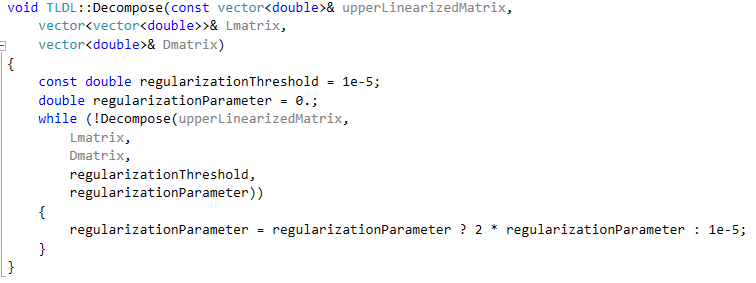 void TLDL::Decompose(const vector<double>& upperLinearizedMatrix,
    vector<vector<double>>& Lmatrix,
    vector<double>& Dmatrix)
{
    const double regularizationThreshold = 1e-5;
    double regularizationParameter = 0.;
    while (!Decompose(upperLinearizedMatrix,
        Lmatrix,
        Dmatrix,
        regularizationThreshold,
        regularizationParameter))
    {
        regularizationParameter = regularizationParameter ? 2 * regularizationParameter : 1e-5;
    }
}